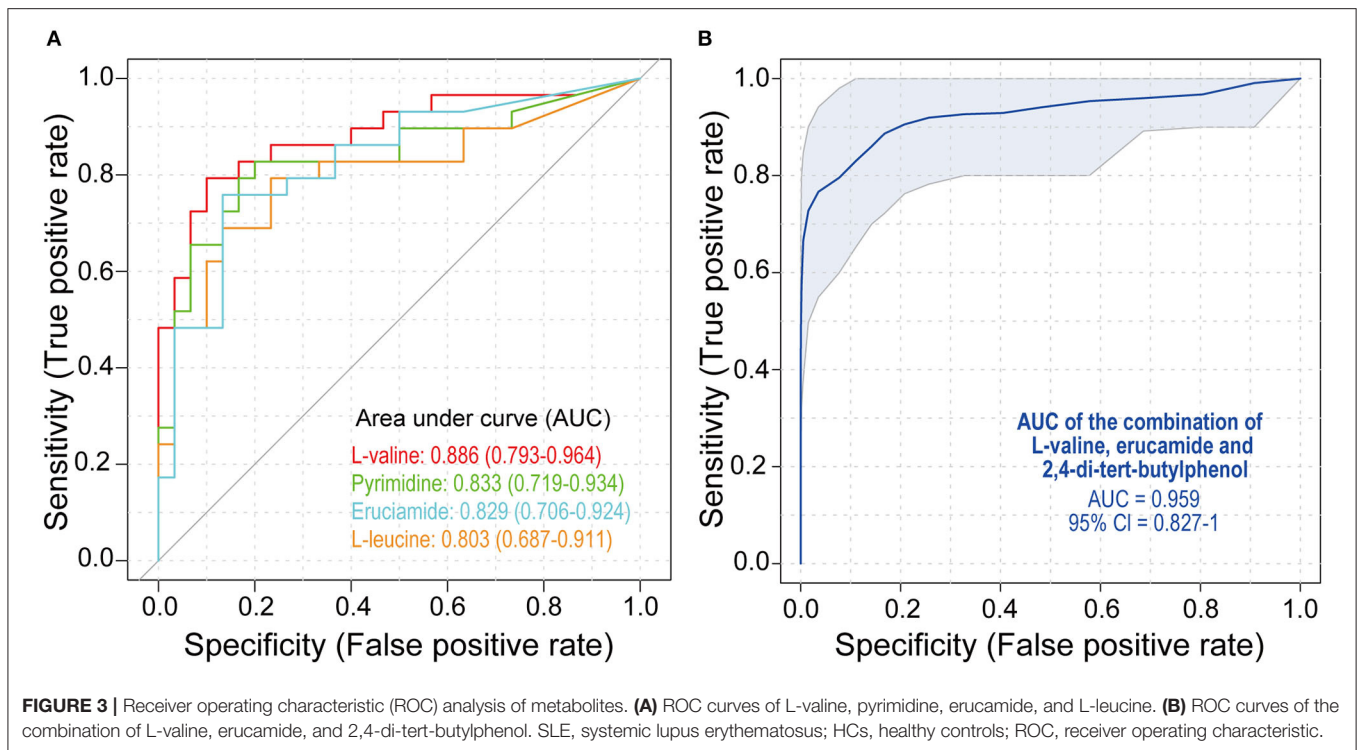 A
1.0
0.8
0.6
0.4
0.2
0.0
Sensitivity (True positive rate)
Area under curve (AUC)
L-valine: 0.886 (0.793-0.964)
Pyrimidine: 0.833 (0.719-0.934)
Eruciamide: 0.829 (0.706-0.924)
L-leucine: 0.803 (0.687-0.911)
0.0 0.2 0.4 0.6 0.8 1.0
Specificity (False positive rate)
B
1.0
0.8
0.6
0.4
0.2
0.0
Sensitivity (True positive rate)
AUC of the combination of
L-valine, erucamide and
2,4-di-tert-butylphenol
AUC = 0.959
95% CI = 0.827-1
0.0 0.2 0.4 0.6 0.8 1.0
Specificity (False positive rate)
FIGURE 3 | Receiver operating characteristic (ROC) analysis of metabolites. (A) ROC curves of L-valine, pyrimidine, erucamide, and L-leucine. (B) ROC curves of the
combination of L-valine, erucamide, and 2,4-di-tert-butylphenol. SLE, systemic lupus erythematosus; HCs, healthy controls; ROC, receiver operating characteristic.